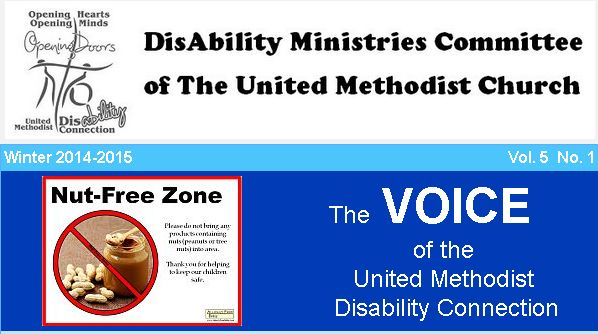 Opening Hearts
Opening Minds
Opening Doors
United Methodist
DisAbility
Connection
DisAbility Ministries Committee
of The United Methodist Church
Winter 2014-2015
Vol. 5 No. 1
Nut-Free Zone
Please do not bring any
products containing
nuts (peanuts or tree
nuts) into area.
Thank you for helping
to keep our children
safe.
The VOICE
of the
United Methodist
Disability Connection